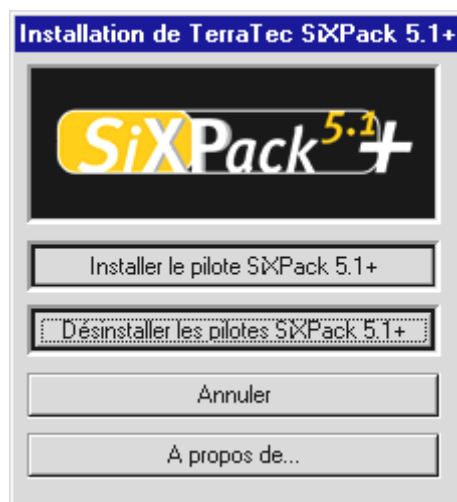 Installation de TerraTec SiXPack 5.1+
SiXPack 5.1+
Installer le pilote SiXPack 5.1+
Désinstaller les pilotes SiXPack 5.1+
Annuler
A propos de...